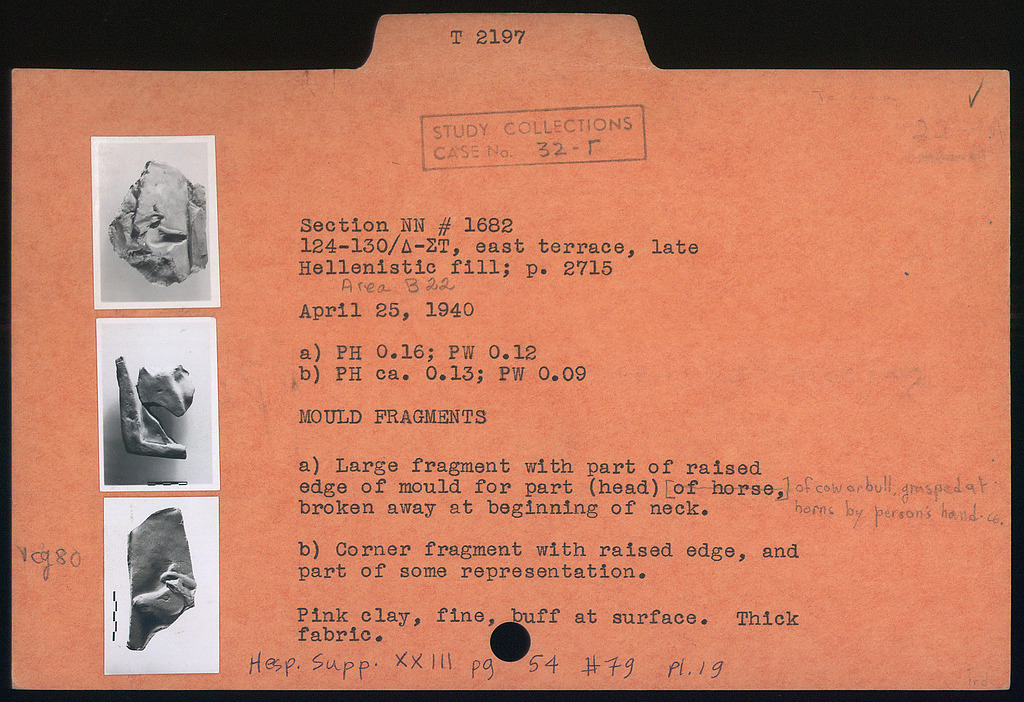 T 2197
STUDY COLLECTIONS
CASE No. 32-Γ
Section NN # 1682
124-130/Δ-ΣΤ, east terrace, late
Hellenistic fill; p. 2715
Area B 22
April 25, 1940
a) PH 0.16; PW 0.12
b) PH ca. 0.13; PW 0.09
MOULD FRAGMENTS
a) Large fragment with part of raised
edge of mould for part (head) [of horse,] of cow or bull, grasped at
broken away at beginning of neck. horns by person's hand.
b) Corner fragment with raised edge, and
part of some representation.
vcg80
Pink clay, fine, buff at surface. Thick
fabric.
Hesp. Supp. XXIII pg 54 #79 Pl. 19